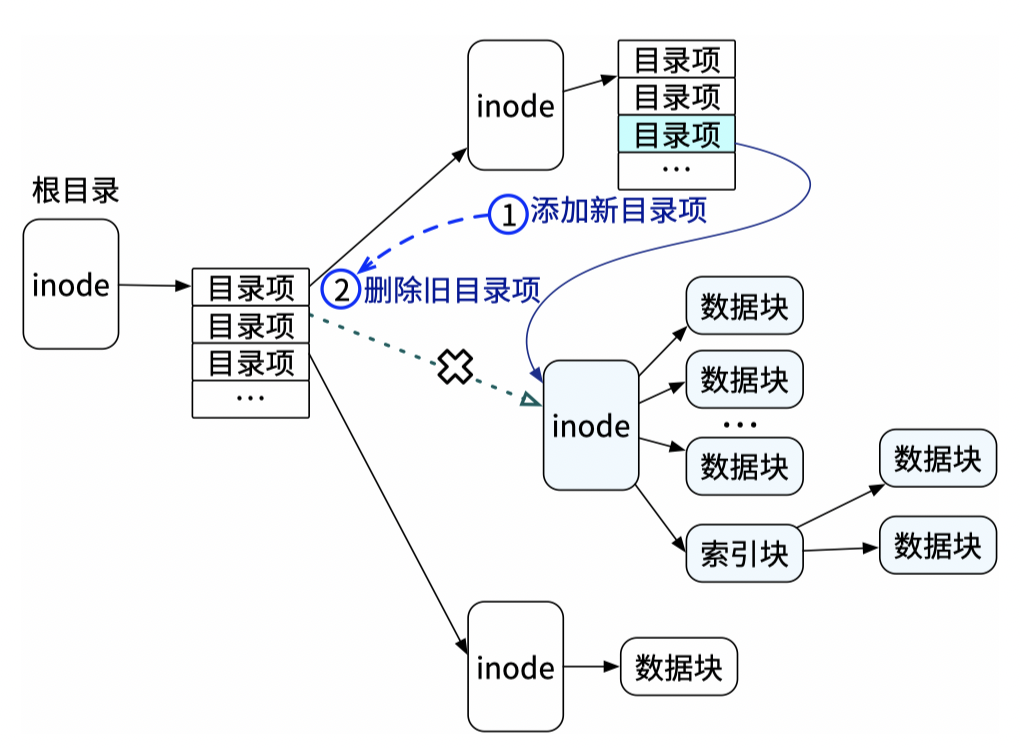 inode
目录项
目录项
目录项
…
根目录
inode
①添加新目录项
目录项
目录项
目录项
…
②删除旧目录项
inode
数据块
数据块
…
数据块
索引块
数据块
数据块
inode
数据块